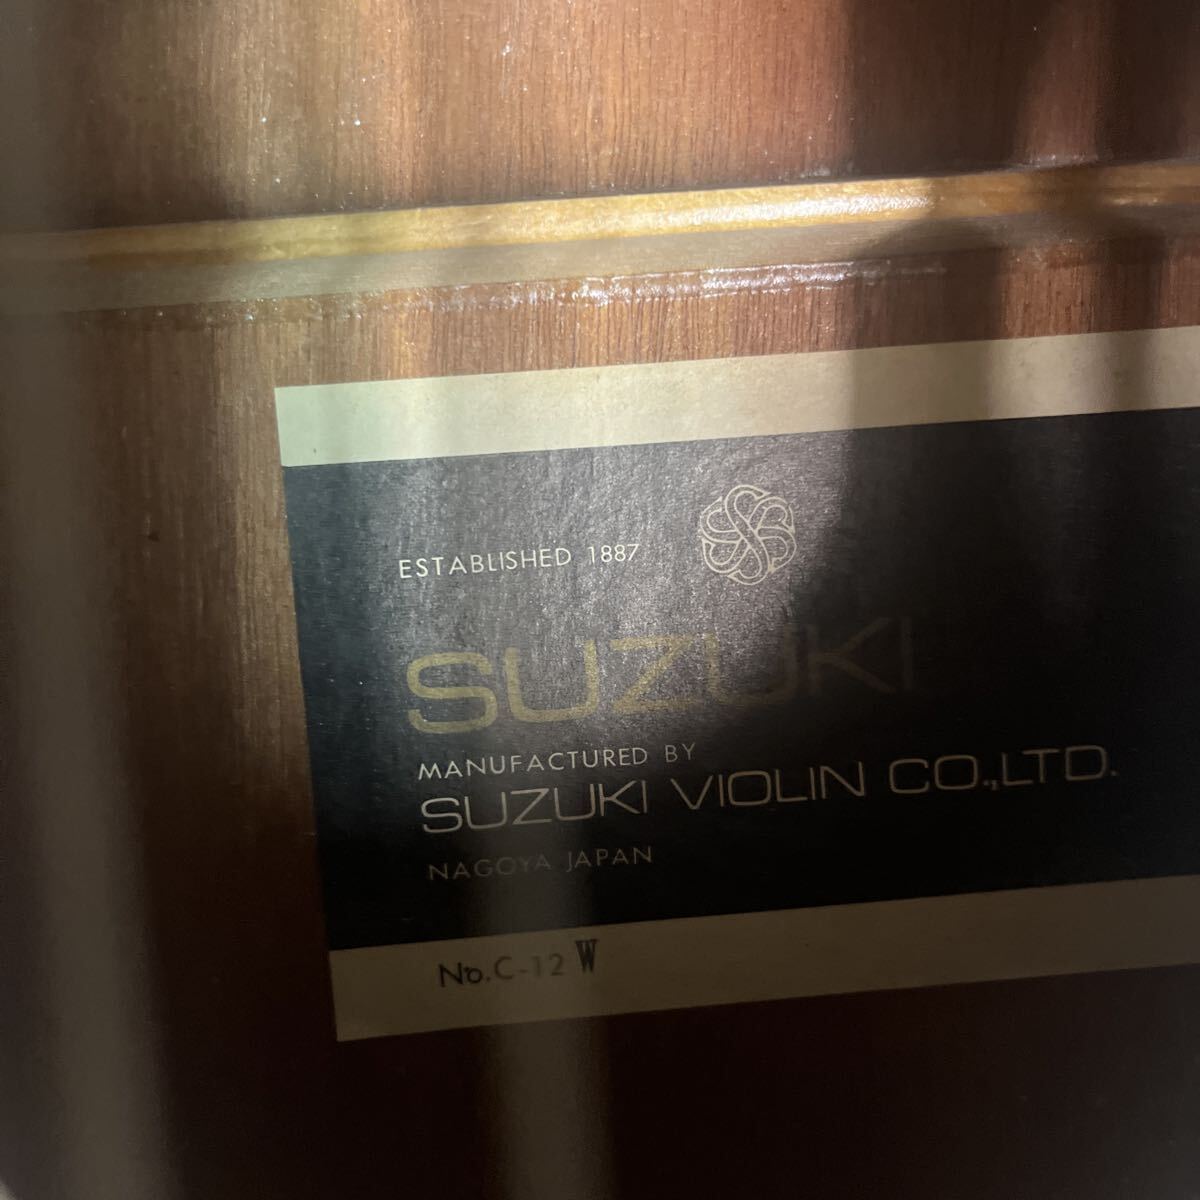 ESTABLISHED 1887
SUZUKI
MANUFACTURED BY
SUZUKI VIOLIN CO.,LTD.
NAGOYA JAPAN
No.C-12 W